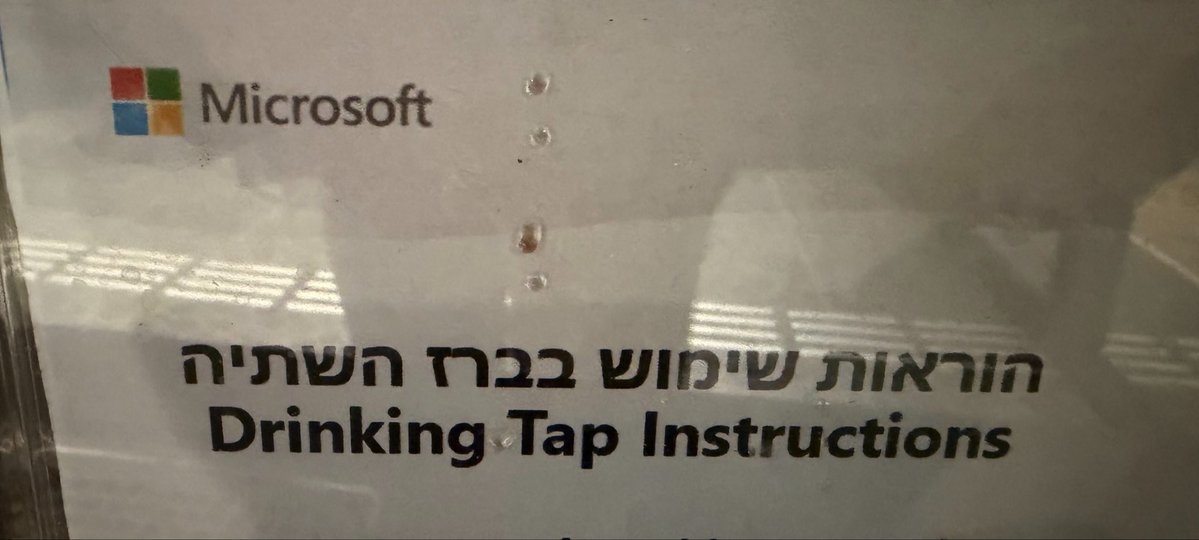 Microsoft
הוראות שימוש בברז השתיה
Drinking Tap Instructions